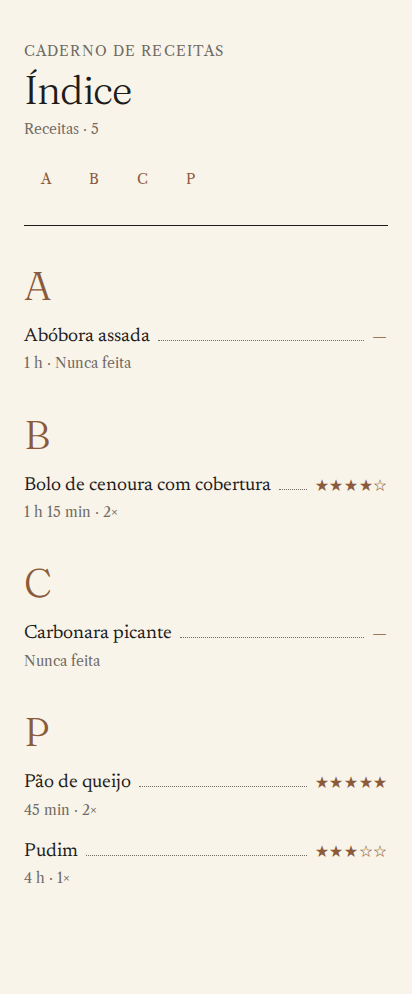 CADERNO DE RECEITAS
Índice
Receitas · 5
A B C P
A
Abóbora assada —
1 h · Nunca feita
B
Bolo de cenoura com cobertura ★★★★☆
1 h 15 min · 2×
C
Carbonara picante —
Nunca feita
P
Pão de queijo ★★★★★
45 min · 2×
Pudim ★★★☆☆
4 h · 1×